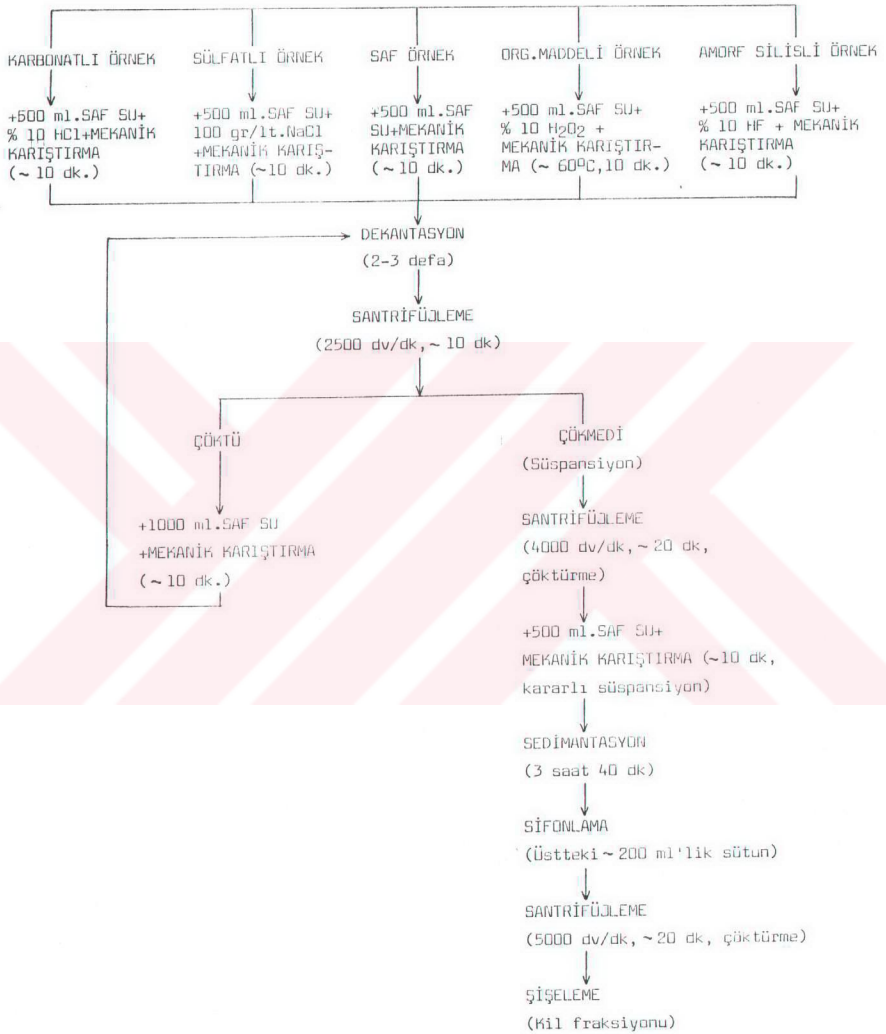 KARBONATLI ÖRNEK
SÜLFATLI ÖRNEK
SAF ÖRNEK
ORG.MADDELİ ÖRNEK
AMORF SİLİSLİ ÖRNEK
+500 ml.SAF SU+
% 10 HCl+MEKANİK
KARIŞTIRMA
(~ 10 dk.)
+500 ml.SAF SU+
100 gr/lt.NaCl
+MEKANİK KARIŞ-
TIRMA (~10 dk.)
+500 ml.SAF
SU+MEKANİK
KARIŞTIRMA
(~ 10 dk.)
+500 ml.SAF SU+
% 10 H2O2 +
MEKANİK KARIŞTIR-
MA (~ 60ºC,10 dk.)
+500 ml.SAF SU+
% 10 HF + MEKANİK
KARIŞTIRMA
(~ 10 dk.)
DEKANTASYON
(2-3 defa)
SANTRİFÜJLEME
(2500 dv/dk,~ 10 dk)
ÇÖKTÜ
+1000 ml.SAF SU
+MEKANİK KARIŞTIRMA
(~ 10 dk.)
ÇÖKMEDİ
(Süspansiyon)
SANTRİFÜJLEME
(4000 dv/dk,~ 20 dk,
çöktürme)
+500 ml.SAF SU+
MEKANİK KARIŞTIRMA (~10 dk,
kararlı süspansiyon)
SEDİMANTASYON
(3 saat 40 dk)
SİFONLAMA
(Üstteki ~ 200 ml'lik sütun)
SANTRİFÜJLEME
(5000 dv/dk, ~20 dk, çöktürme)
ŞİŞELEME
(Kil fraksiyonu)